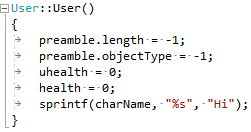 User::User()
{
preamble.length = -1;
preamble.objectType = -1;
uhealth = 0;
health = 0;
sprintf(charName, "%s", "Hi");
}